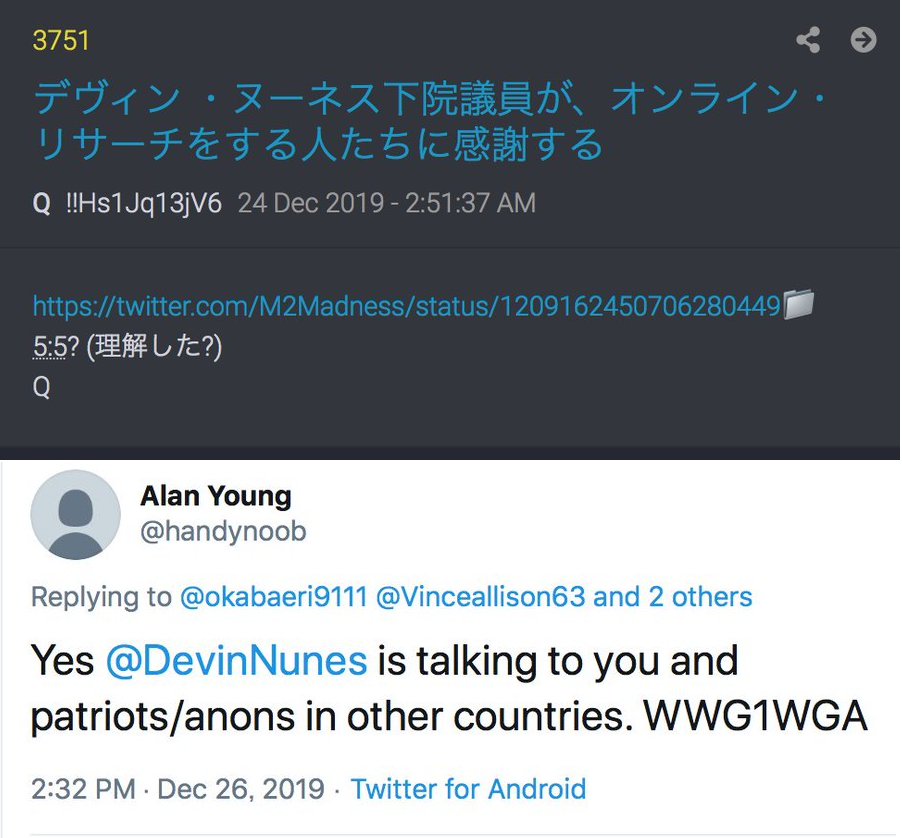 3751
デヴィン ・ヌーネス下院議員が、オンライン・
リサーチをする人たちに感謝する
Q !!Hs1Jq13jV6 24 Dec 2019 - 2:51:37 AM
https://twitter.com/M2Madness/status/1209162450706280449
5:5? (理解した?)
Q
Alan Young
@handynoob
Replying to @okabaeri9111 @Vinceallison63 and 2 others
Yes @DevinNunes is talking to you and
patriots/anons in other countries. WWG1WGA
2:32 PM · Dec 26, 2019 · Twitter for Android